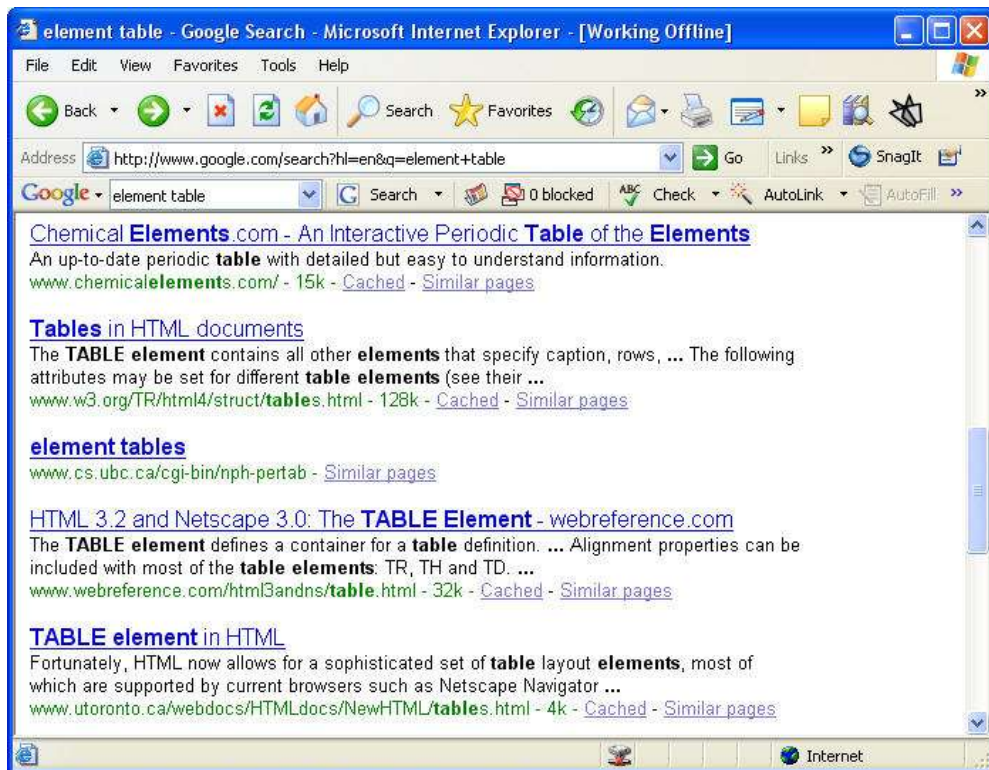 element table - Google Search - Microsoft Internet Explorer - [Working Offline]
File Edit View Favorites Tools Help
Back Search Favorites
Address http://www.google.com/search?hl=en&q=element+table Go Links » SnagIt
Google element table G Search 0 blocked ABC Check AutoLink AutoFill »
Chemical Elements.com - An Interactive Periodic Table of the Elements
An up-to-date periodic table with detailed but easy to understand information.
www.chemicalelements.com/ - 15k - Cached - Similar pages
Tables in HTML documents
The TABLE element contains all other elements that specify caption, rows, ... The following
attributes may be set for different table elements (see their ...
www.w3.org/TR/html4/struct/tables.html - 128k - Cached - Similar pages
element tables
www.cs.ubc.ca/cgi-bin/nph-pertab - Similar pages
HTML 3.2 and Netscape 3.0: The TABLE Element - webreference.com
The TABLE element defines a container for a table definition. ... Alignment properties can be
included with most of the table elements: TR, TH and TD. ...
www.webreference.com/html3andns/table.html - 32k - Cached - Similar pages
TABLE element in HTML
Fortunately, HTML now allows for a sophisticated set of table layout elements, most of
which are supported by current browsers such as Netscape Navigator ...
www.utoronto.ca/webdocs/HTMLdocs/NewHTML/tables.html - 4k - Cached - Similar pages
Internet